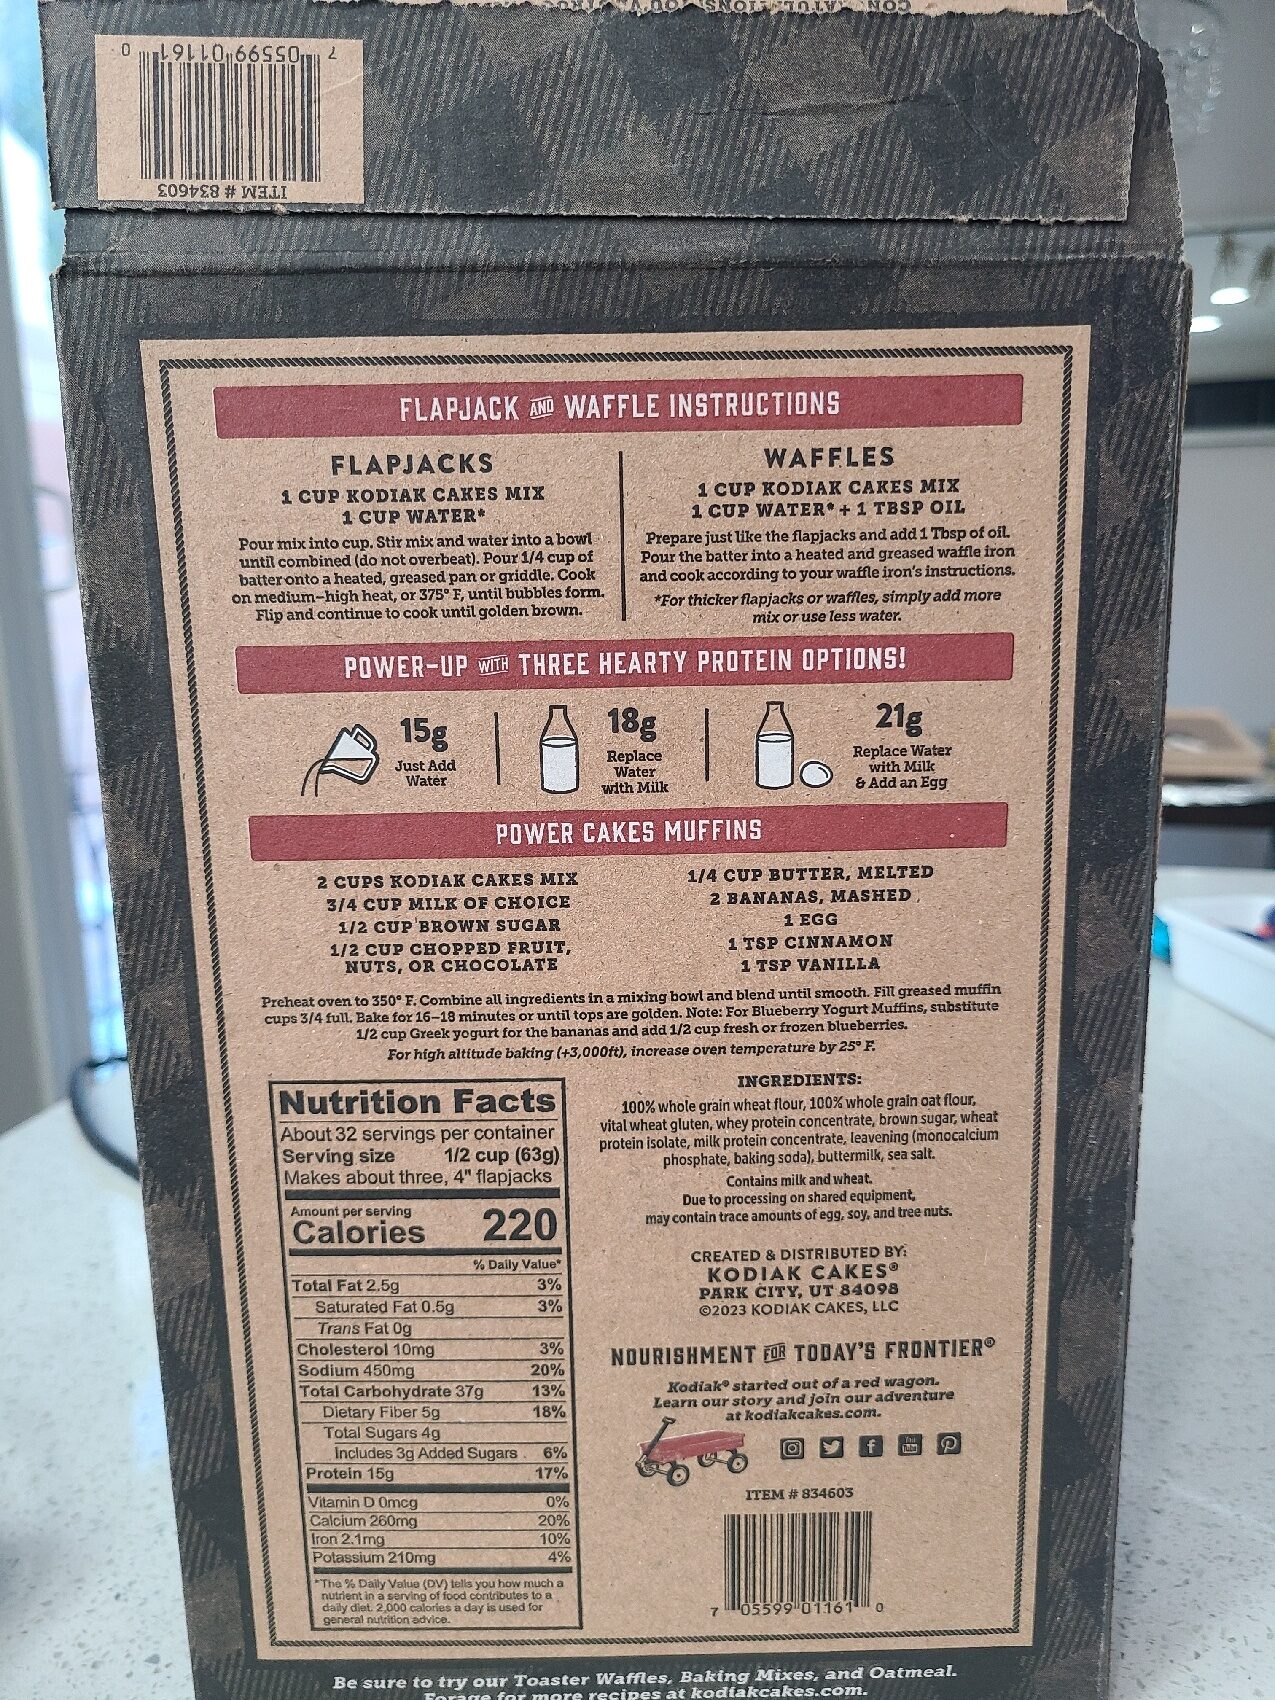 7 05599 01161 0
ITEM # 834603
FLAPJACK AND WAFFLE INSTRUCTIONS
FLAPJACKS
1 CUP KODIAK CAKES MIX
1 CUP WATER*
Pour mix into cup. Stir mix and water into a bowl
until combined (do not overbeat). Pour 1/4 cup of
batter onto a heated, greased pan or griddle. Cook
on medium-high heat, or 375° F, until bubbles form.
Flip and continue to cook until golden brown.
WAFFLES
1 CUP KODIAK CAKES MIX
1 CUP WATER* + 1 TBSP OIL
Prepare just like the flapjacks and add 1 Tbsp of oil.
Pour the batter into a heated and greased waffle iron
and cook according to your waffle iron's instructions.
*For thicker flapjacks or waffles, simply add more
mix or use less water.
POWER-UP WITH THREE HEARTY PROTEIN OPTIONS!
15g
Just Add
Water
18g
Replace
Water
with Milk
21g
Replace Water
with Milk
& Add an Egg
POWER CAKES MUFFINS
2 CUPS KODIAK CAKES MIX
3/4 CUP MILK OF CHOICE
1/2 CUP BROWN SUGAR
1/2 CUP CHOPPED FRUIT,
NUTS, OR CHOCOLATE
1/4 CUP BUTTER, MELTED
2 BANANAS, MASHED
1 EGG
1 TSP CINNAMON
1 TSP VANILLA
Preheat oven to 350° F. Combine all ingredients in a mixing bowl and blend until smooth. Fill greased muffin
cups 3/4 full. Bake for 16-18 minutes or until tops are golden. Note: For Blueberry Yogurt Muffins, substitute
1/2 cup Greek yogurt for the bananas and add 1/2 cup fresh or frozen blueberries.
For high altitude baking (+3,000ft), increase oven temperature by 25° F.
Nutrition Facts
About 32 servings per container
Serving size 1/2 cup (63g)
Makes about three, 4" flapjacks
Amount per serving
Calories 220
% Daily Value*
Total Fat 2.5g 3%
Saturated Fat 0.5g 3%
Trans Fat 0g
Cholesterol 10mg 3%
Sodium 450mg 20%
Total Carbohydrate 37g 13%
Dietary Fiber 5g 18%
Total Sugars 4g
Includes 3g Added Sugars 6%
Protein 15g 17%
Vitamin D 0mcg 0%
Calcium 260mg 20%
Iron 2.1mg 10%
Potassium 210mg 4%
*The % Daily Value (DV) tells you how much a
nutrient in a serving of food contributes to a
daily diet. 2,000 calories a day is used for
general nutrition advice.
INGREDIENTS:
100% whole grain wheat flour, 100% whole grain oat flour,
vital wheat gluten, whey protein concentrate, brown sugar, wheat
protein isolate, milk protein concentrate, leavening (monocalcium
phosphate, baking soda), buttermilk, sea salt.
Contains milk and wheat.
Due to processing on shared equipment,
may contain trace amounts of egg, soy, and tree nuts.
CREATED & DISTRIBUTED BY:
KODIAK CAKES®
PARK CITY, UT 84098
©2023 KODIAK CAKES, LLC
NOURISHMENT FOR TODAY'S FRONTIER®
Kodiak® started out of a red wagon.
Learn our story and join our adventure
at kodiakcakes.com.
You Tube
ITEM # 834603
7 05599 01161 0
Be sure to try our Toaster Waffles, Baking Mixes, and Oatmeal.
Forage for more recipes at kodiakcakes.com.